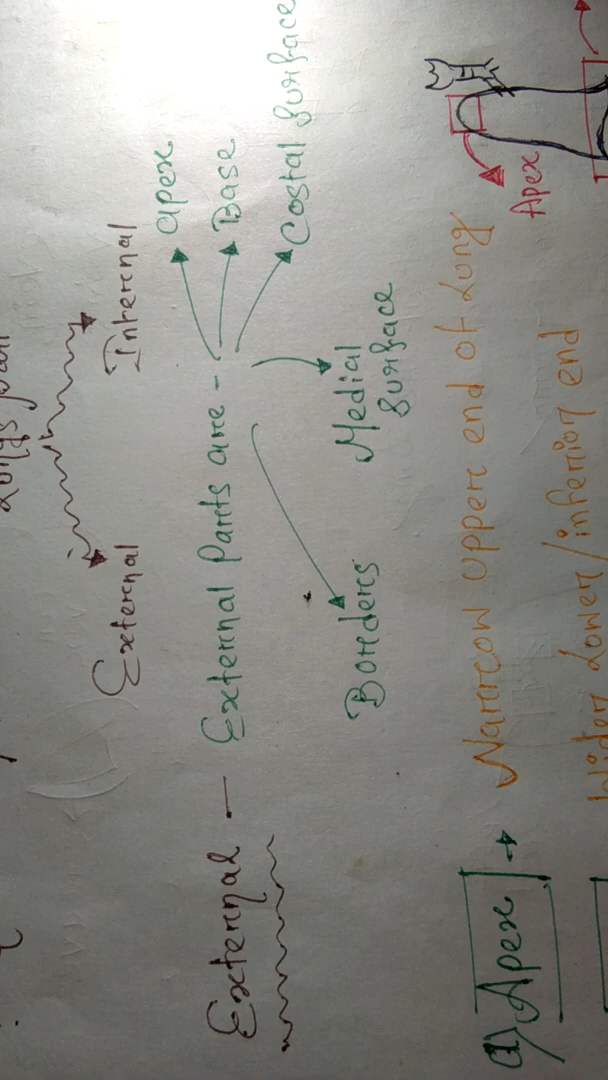 External Internal
External — External Parts are -
apex
Base
Costal Surface
Medial
Surface
Borders
a) Apex → Narrow upper end of Lung
Apex
Wider Lower/inferior end